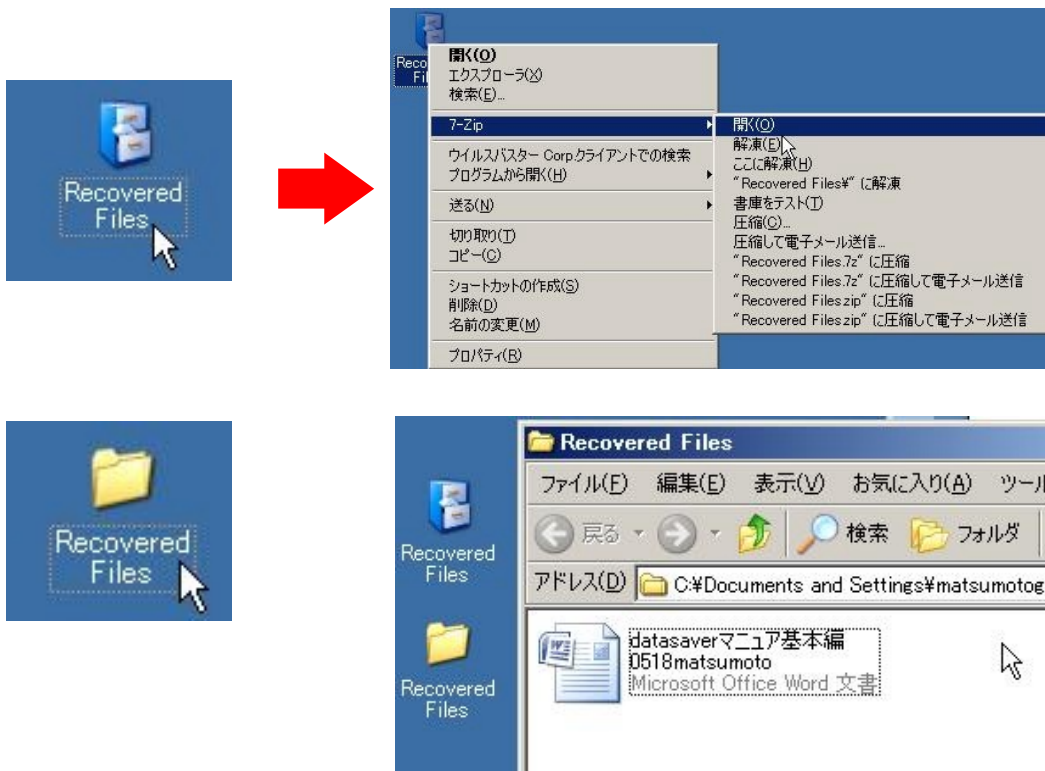 Recovered
Files
Reco
Fil
開く(O)
エクスプローラ(X)
検索(E)...
7-Zip
ウイルスバスター Corp.クライアントでの検索
プログラムから開く(H)
送る(N)
切り取り(T)
コピー(C)
ショートカットの作成(S)
削除(D)
名前の変更(M)
プロパティ(R)
開く(O)
解凍(E)...
ここに解凍(H)
"Recovered Files¥" に解凍
書庫をテスト(T)
圧縮(C)...
圧縮して電子メール送信...
"Recovered Files.7z" に圧縮
"Recovered Files.7z" に圧縮して電子メール送信
"Recovered Files.zip" に圧縮
"Recovered Files.zip" に圧縮して電子メール送信
Recovered
Files
Recovered
Files
Recovered
Files
Recovered Files
ファイル(F) 編集(E) 表示(V) お気に入り(A) ツール
戻る 検索 フォルダ
アドレス(D) C:¥Documents and Settings¥matsumotog
datasaverマニュア基本編
0518matsumoto
Microsoft Office Word 文書